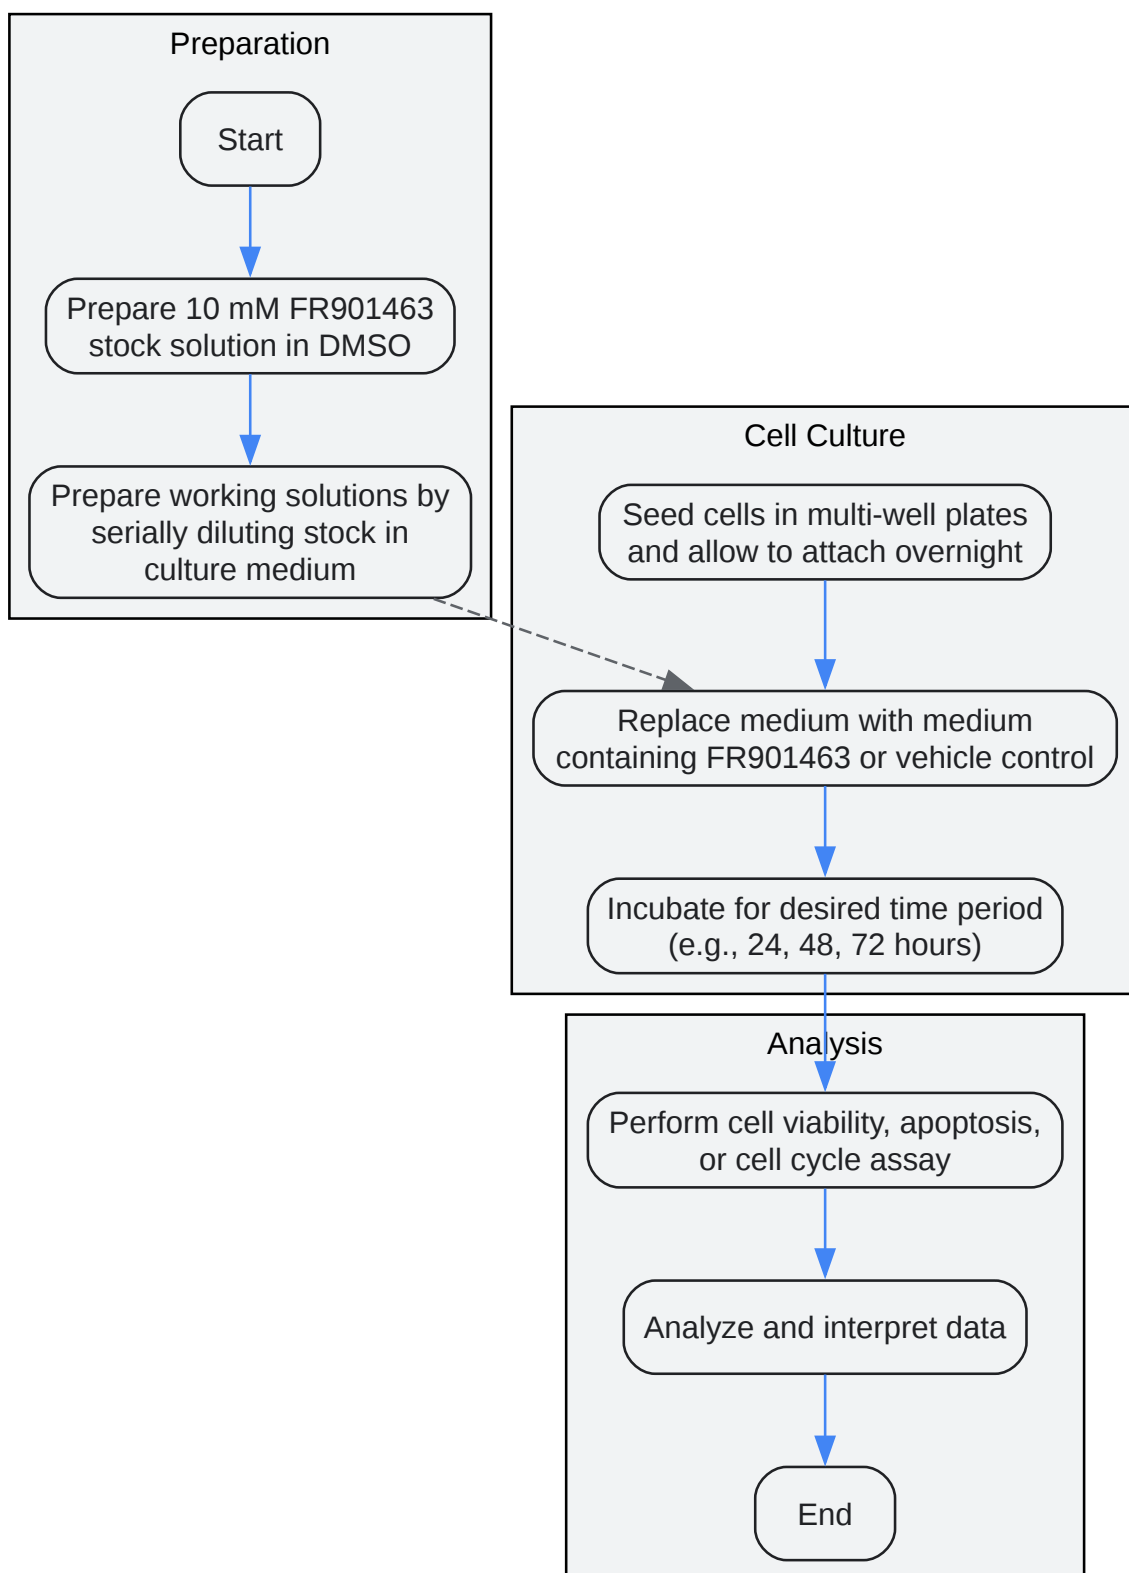 Preparation
Start
Prepare 10 mM FR901463
stock solution in DMSO
Prepare working solutions by
serially diluting stock in
culture medium
Cell Culture
Seed cells in multi-well plates
and allow to attach overnight
Replace medium with medium
containing FR901463 or vehicle control
Incubate for desired time period
(e.g., 24, 48, 72 hours)
Analysis
Perform cell viability, apoptosis,
or cell cycle assay
Analyze and interpret data
End